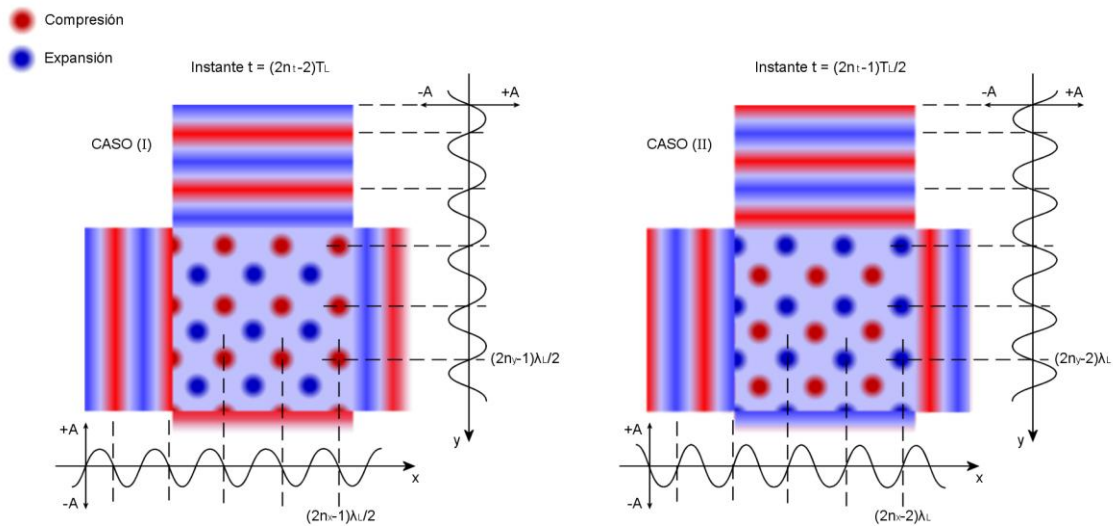 Compresión
Expansión
Instante t = (2nt-2)TL
-A
+A
CASO (I)
(2ny-1)λL/2
y
+A
-A
x
(2nx-1)λL/2
Instante t = (2nt-1)TL/2
-A
+A
CASO (II)
(2ny-2)λL
y
+A
-A
x
(2nx-2)λL